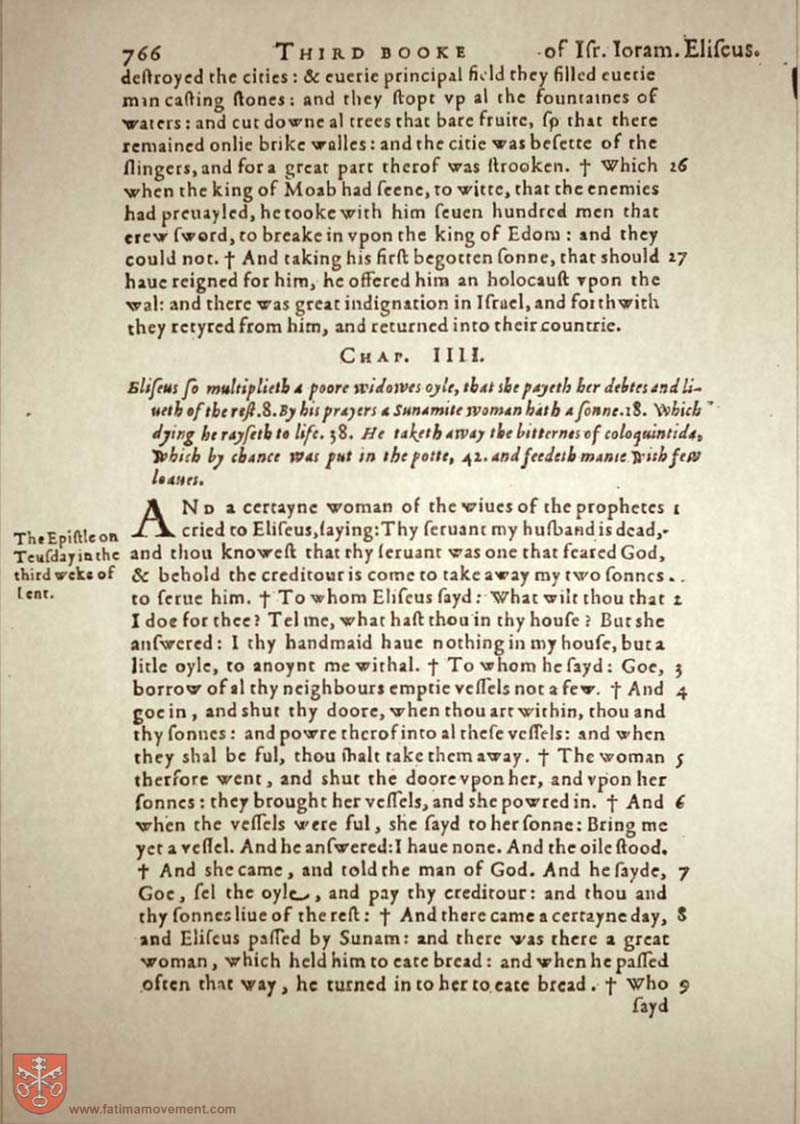 766 THIRD BOOKE of Iſr. Ioram. Eliſeus.
deſtroyed the cities: & euerie principal field they filled euerie
man caſting ſtones: and they ſtopt vp al the fountaines of
waters: and cut downe al trees that bare fruite, ſo that there
remained onlie brike walles: and the citie was beſette of the
ſlingers, and for a great part therof was ſtrooken. † Which 26
when the king of Moab had ſeene, to witte, that the enemies
had preuayled, he tooke with him ſeuen hundred men that
drew ſword, to breake in vpon the king of Edom: and they
could not. † And taking his firſt begotten ſonne, that should 27
haue reigned for him, he offered him an holocauſt vpon the
wal: and there was great indignation in Iſrael, and forthwith
they retyred from him, and returned into their countrie.
CHAP. IIII.
Eliſeus ſo multiplieth a poore widowes oyle, that she payeth her debtes and li-
ueth of the reſt. 8. By his prayers a Sunamite woman hath a ſonne. 18. Which
dying he rayſeth to life. 38. He taketh away the bitternes of coloquintida,
Which by chance was put in the potte, 42. and feedeth manie With few
loaues.
AND a certayne woman of the wiues of the prophetes 1
cried to Eliſeus, ſaying: Thy ſeruant my huſband is dead,
The Epiſtle on
Teuſday in the
third weke of
Lent.
and thou knoweſt that thy ſeruant was one that feared God,
& behold the creditour is come to take away my two ſonnes
to ſerue him. † To whom Eliſeus ſayd: What wilt thou that 2
I doe for thee? Tel me, what haſt thou in thy houſe? But she
anſwered: I thy handmaid haue nothing in my houſe, but a
litle oyle, to anoynt me withal. † To whom he ſayd: Goe, 3
borrow of al thy neighbours emptie veſſels not a few. † And 4
goe in, and shut thy doore, when thou art within, thou and
thy ſonnes: and powre therof into al theſe veſſels: and when
they shal be ful, thou ſhalt take them away. † The woman 5
therfore went, and shut the doore vpon her, and vpon her
ſonnes: they brought her veſſels, and she powred in. † And 6
when the veſſels were ful, she ſayd to her ſonne: Bring me
yet a veſſel. And he anſwered: I haue none. And the oile ſtood.
† And she came, and told the man of God. And he ſayde, 7
Goe, ſel the oyle, and pay thy creditour: and thou and
thy ſonnes liue of the reſt: † And there came a certayne day, 8
and Eliſeus paſſed by Sunam: and there was there a great
woman, which held him to eate bread: and when he paſſed
often that way, he turned in to her to eate bread. † Who 9
ſayd
www.fatimamovement.com